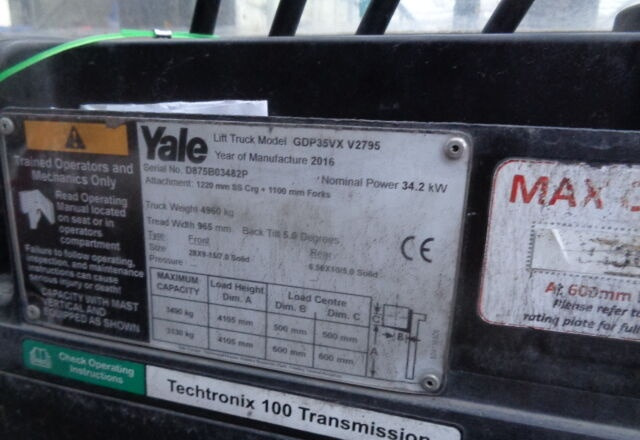 Yale
Lift Truck Model GDP35VX V2795
Year of Manufacture 2016
Serial No. D875B03482P
Nominal Power 34.2 kW
Attachment: 1220 mm SS Crg + 1100 mm Forks
Truck Weight 4960 kg
Tread Width 965 mm Back Tilt 5.0 Degrees
Type Front Rear
Size 28X9-15/7.0 Solid 6.50X10/5.0 Solid
Pressure
CE
MAXIMUM CAPACITY
Load Height Dim. A
Load Centre
Dim. B Dim. C
3490 kg 4105 mm 500 mm 500 mm
3130 kg 4105 mm 600 mm 600 mm
B
A
Trained Operators and
Mechanics Only
Read Operating
Manual located
on seat or in
operators
compartment
Failure to follow operating,
inspection, and maintenance
instructions can cause
serious injury or death!
CAPACITY WITH MAST
VERTICAL AND
EQUIPPED AS SHOWN
Check Operating
Instructions
Techtronix 100 Transmission
MAX
At 600mm
Please refer to
rating plate for full